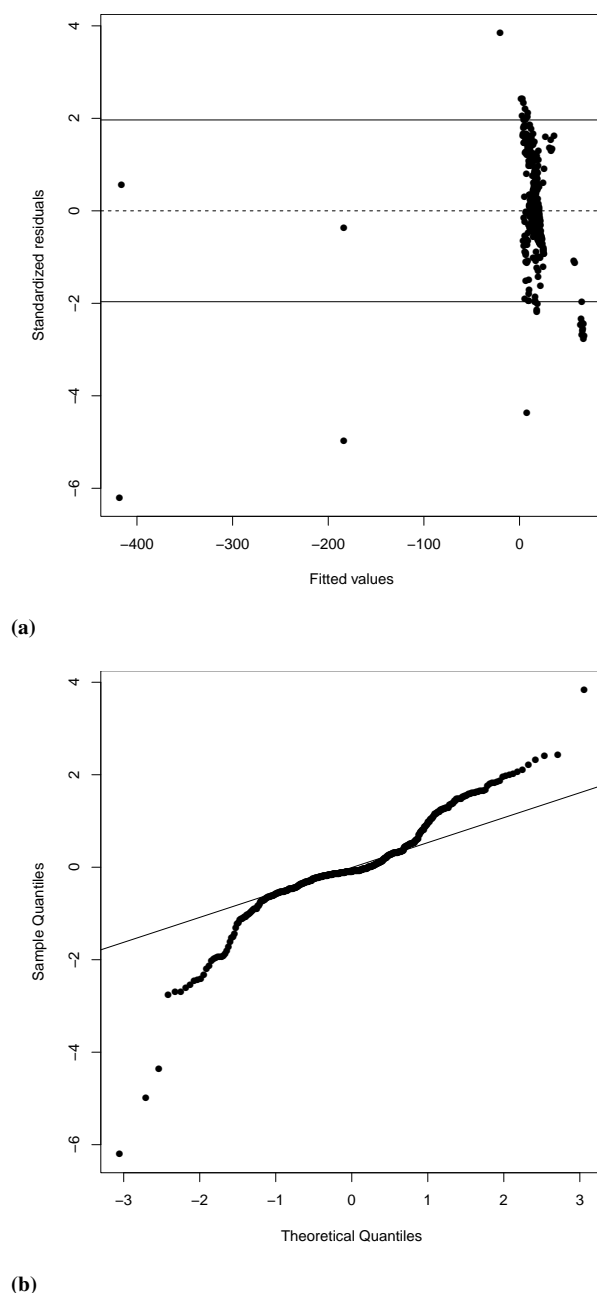 4
2
0
−2
−4
−6
Standardized residuals
−400 −300 −200 −100 0
Fitted values
(a)
4
2
0
−2
−4
−6
Sample Quantiles
−3 −2 −1 0 1 2 3
Theoretical Quantiles
(b)